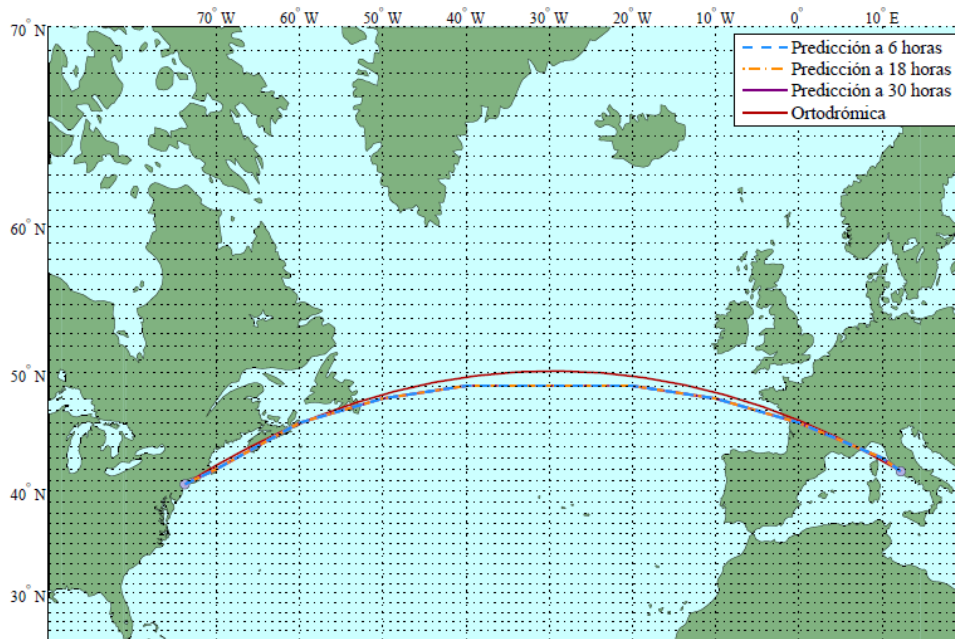 70° W 60° W 50° W 40° W 30° W 20° W 10° W 0° 10° E
70° N
60° N
50° N
40° N
30° N
Predicción a 6 horas
Predicción a 18 horas
Predicción a 30 horas
Ortodrómica